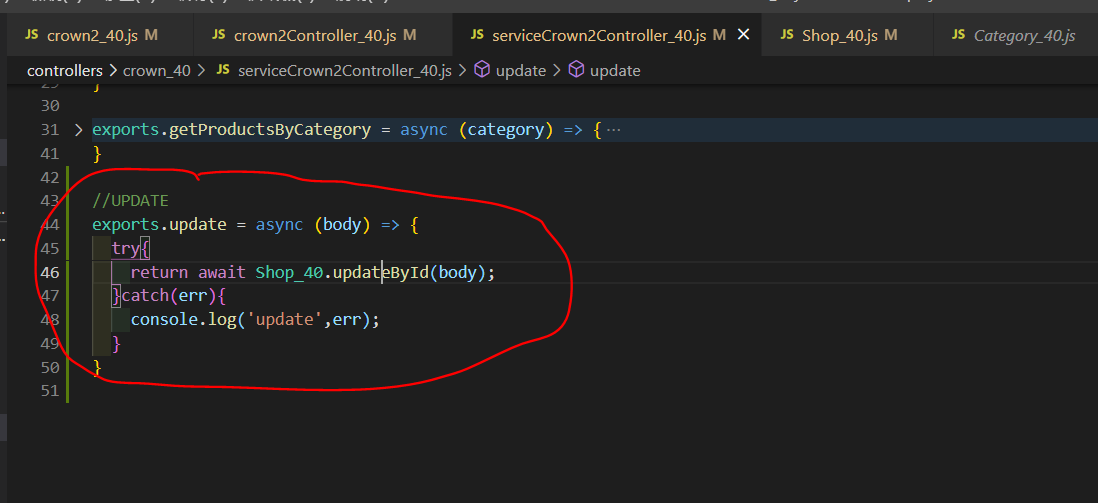 JS crown2_40.js M JS crown2Controller_40.js M JS serviceCrown2Controller_40.js M JS Shop_40.js M JS Category_40.js
controllers > crown_40 > JS serviceCrown2Controller_40.js > update > update
29 }
30
31 exports.getProductsByCategory = async (category) => { ...
41 }
42
43 //UPDATE
44 exports.update = async (body) => {
45 try{
46 return await Shop_40.updateById(body);
47 }catch(err){
48 console.log('update',err);
49 }
50 }
51